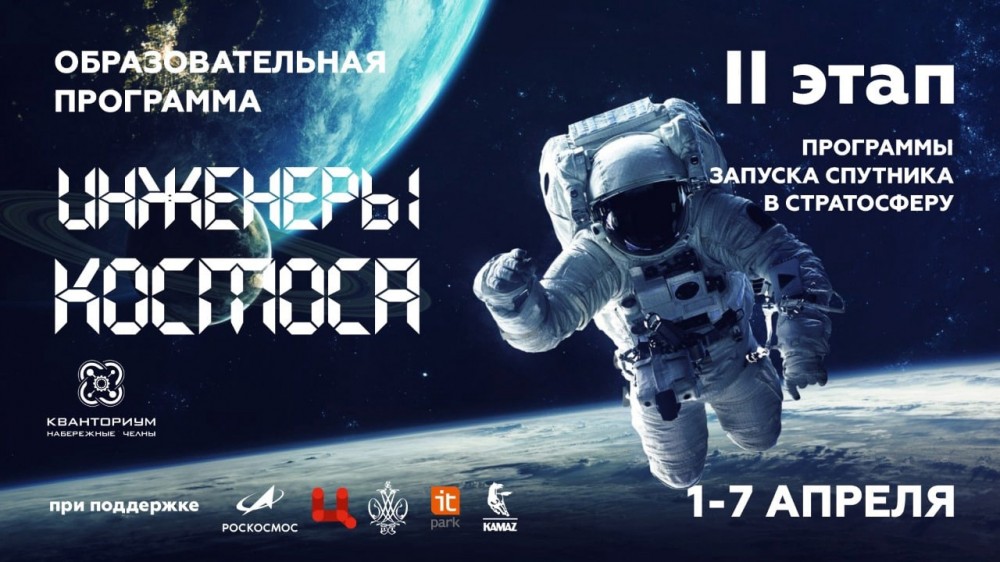 ОБРАЗОВАТЕЛЬНАЯ
ПРОГРАММА
ИНЖЕНЕРЫ
КОСМОСА
КВАНТОРИУМ
НАБЕРЕЖНЫЕ ЧЕЛНЫ
II этап
ПРОГРАММЫ
ЗАПУСКА СПУТНИКА
В СТРАТОСФЕРУ
1-7 АПРЕЛЯ
при поддержке
РОСКОСМОС
Ц
it
park
KAMAZ